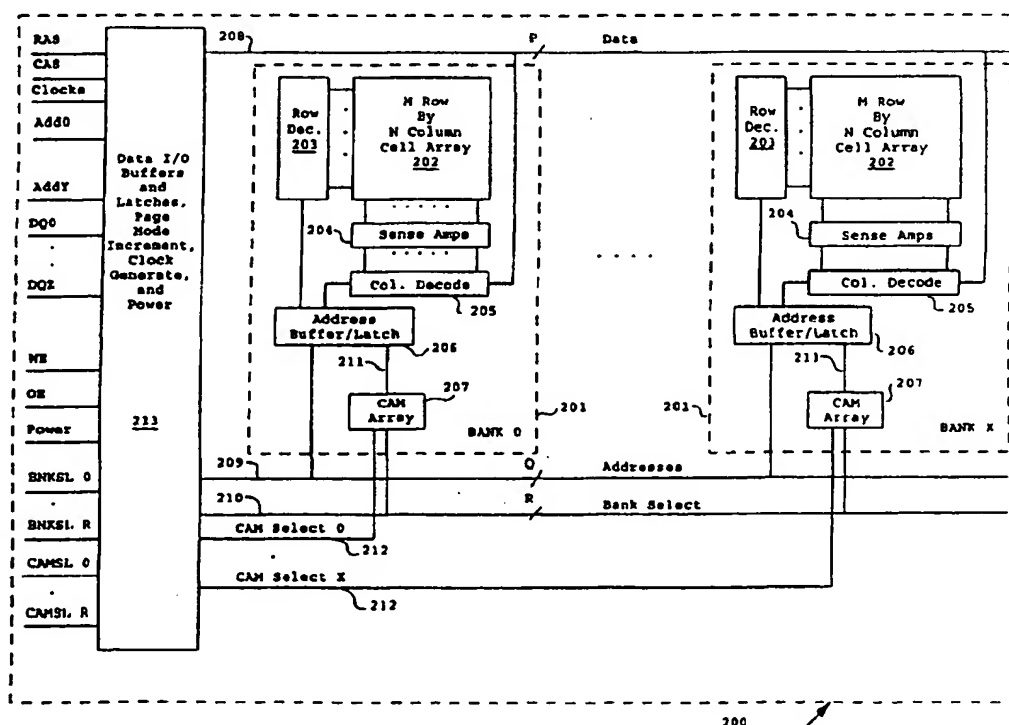 RAS
CAS
Clocks
Add0
AddY
DQ0
DQZ
WE
OE
Power
BNKSL 0
BNKSL R
CAMSL 0
CAMSL R
Data I/O
Buffers
and
Latches,
Page
Mode
Increment,
Clock
Generate,
and
Power
213
208
P
Data
Row
Dec.
203
M Row
By
N Column
Cell Array
202
204
Sense Amps
Col. Decode
205
Address
Buffer/Latch
206
211
207
CAM
Array
201
BANK 0
Row
Dec.
203
M Row
By
N Column
Cell Array
202
204
Sense Amps
Col. Decode
205
Address
Buffer/Latch
206
211
207
CAM
Array
201
BANK X
209
Q
Addresses
210
R
Bank Select
CAM Select 0
212
CAM Select X
212
200